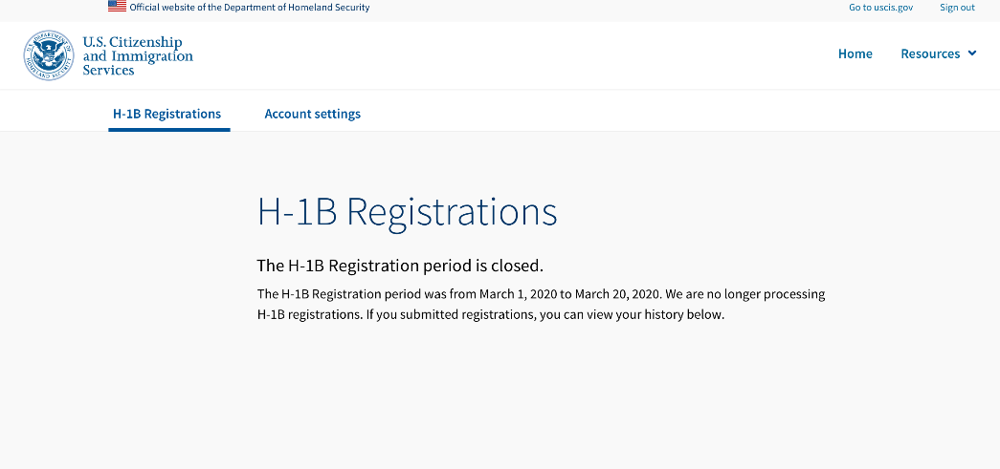 Official website of the Department of Homeland Security
Go to uscis.gov
Sign out
U.S. Citizenship
and Immigration
Services
Home
Resources
H-1B Registrations
Account settings
H-1B Registrations
The H-1B Registration period is closed.
The H-1B Registration period was from March 1, 2020 to March 20, 2020. We are no longer processing
H-1B registrations. If you submitted registrations, you can view your history below.